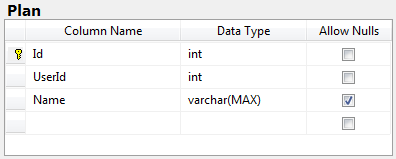 Plan
Column Name Data Type Allow Nulls
Id int
UserId int
Name varchar(MAX)